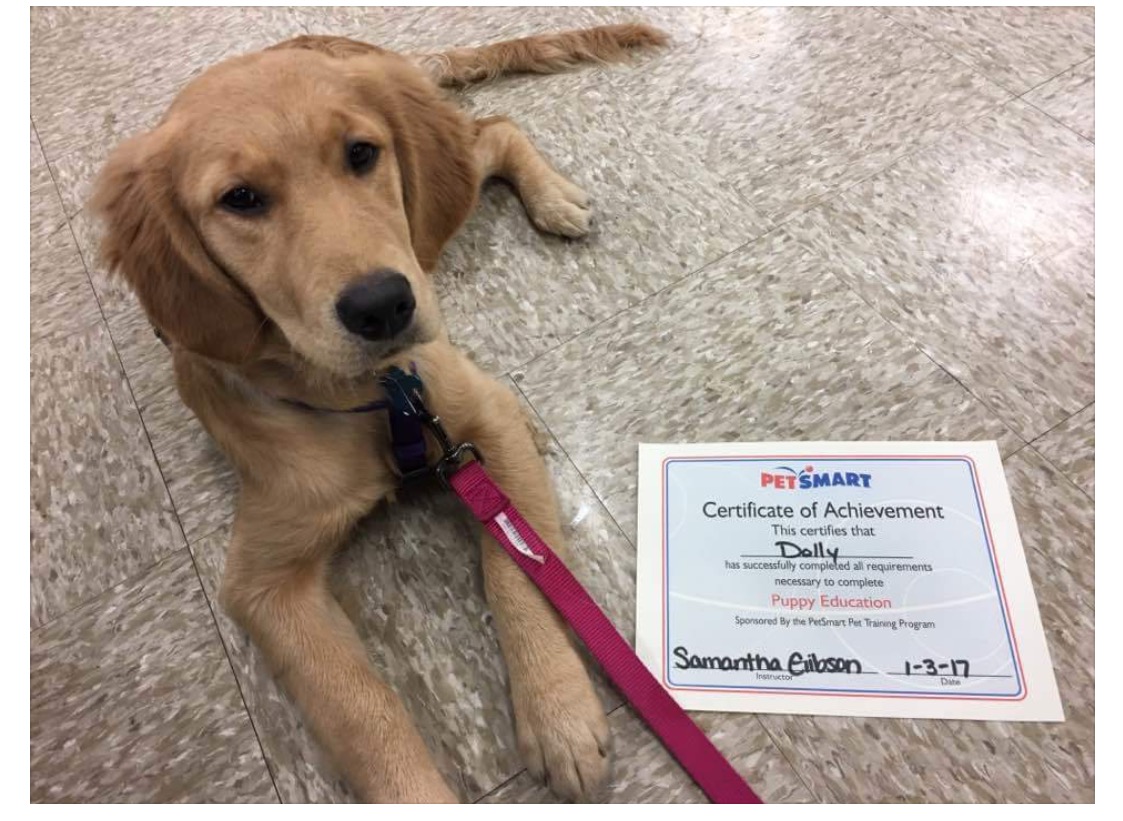 PETSMART
Certificate of Achievement
This certifies that
Dolly
has successfully completed all requirements
necessary to complete
Puppy Education
Sponsored By the PetSmart Pet Training Program
Samantha Gibson 1-3-17
Instructor Date